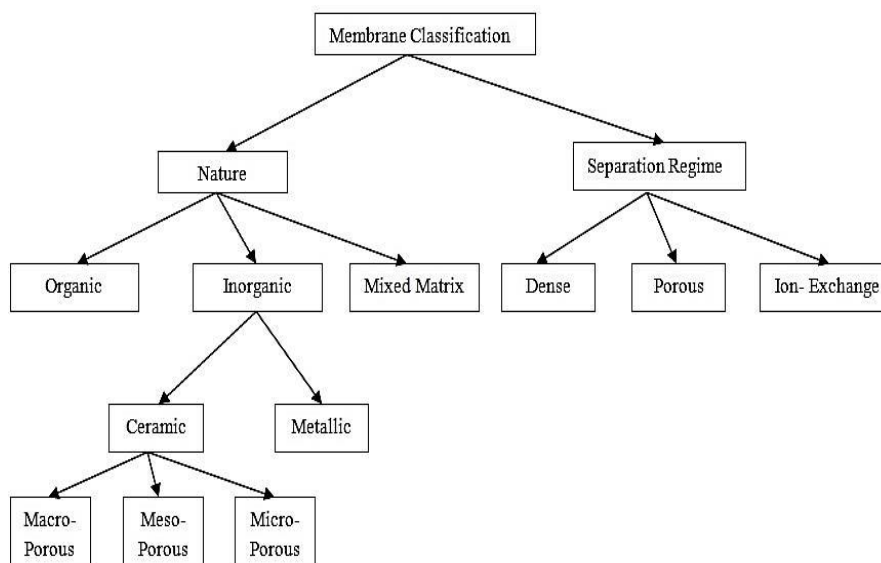 Membrane Classification
Nature
Separation Regime
Organic
Inorganic
Mixed Matrix
Dense
Porous
Ion- Exchange
Ceramic
Metallic
Macro-
Porous
Meso-
Porous
Micro-
Porous